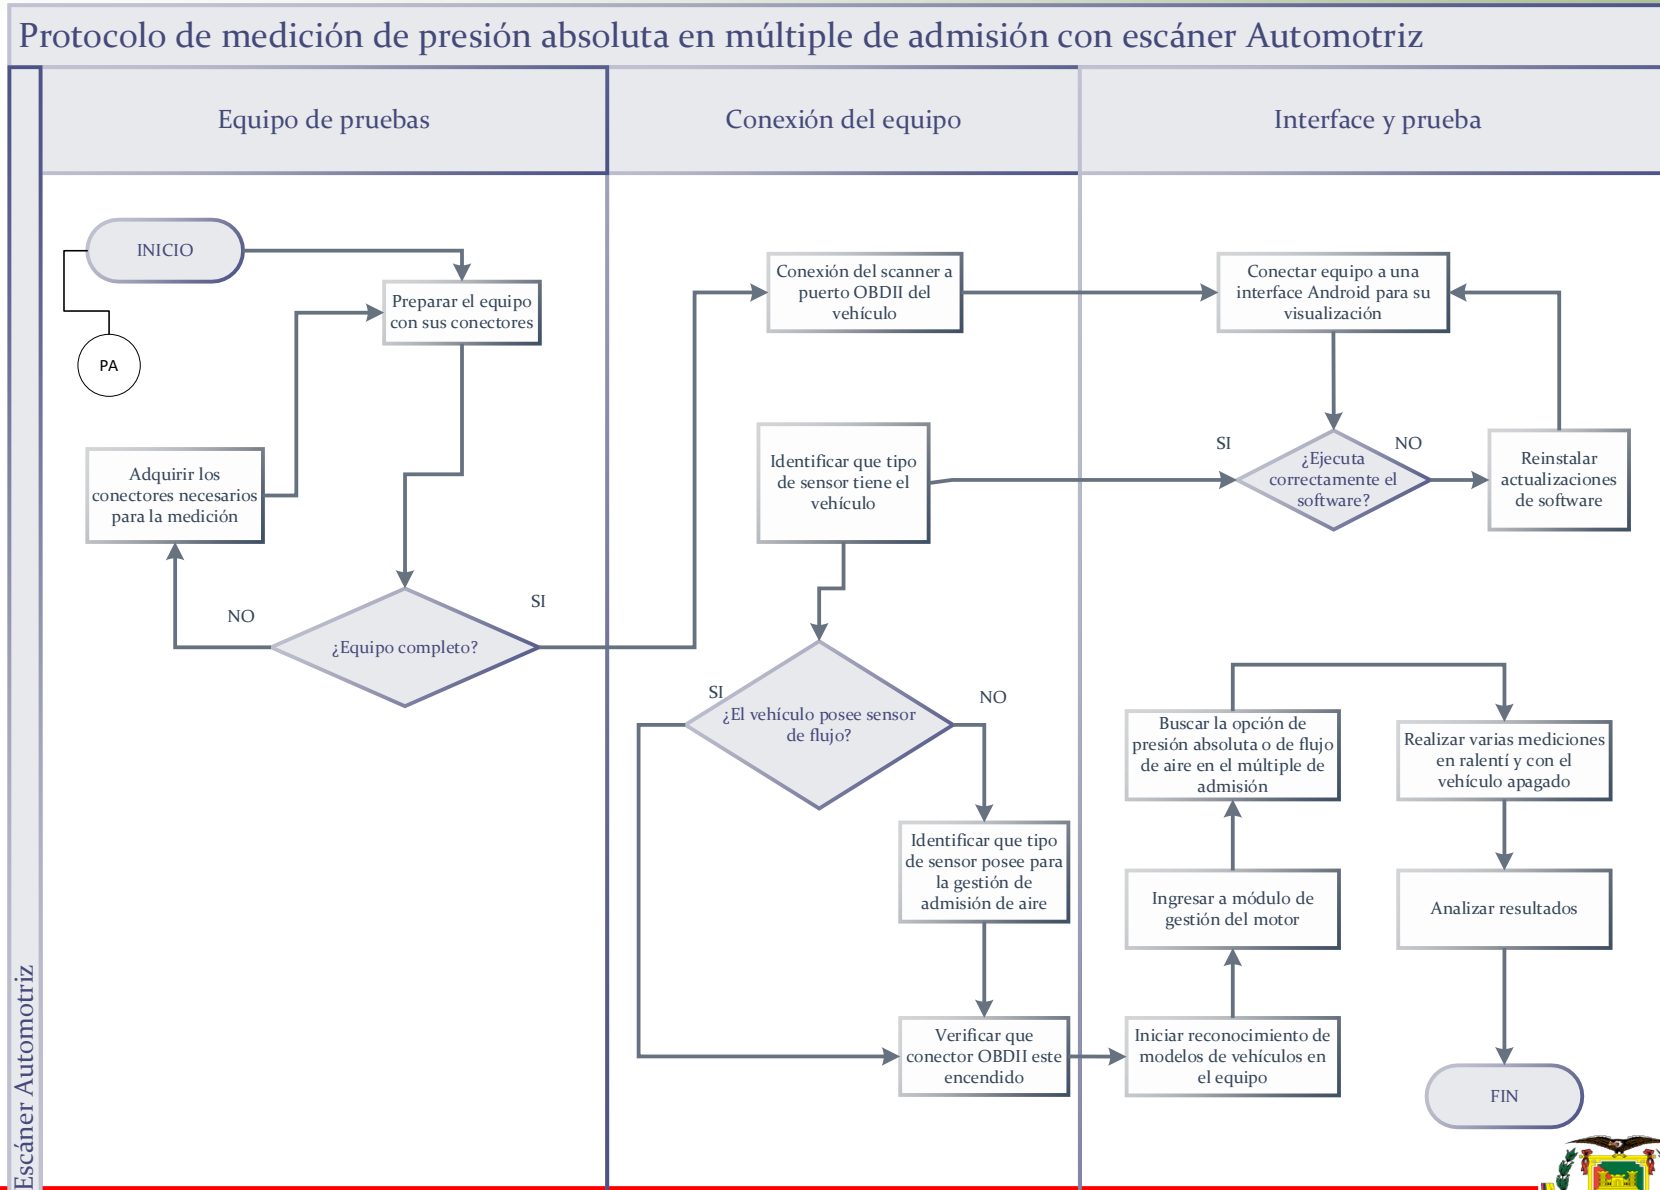 Protocolo de medición de presión absoluta en múltiple de admisión con escáner Automotriz
Escáner Automotriz
Equipo de pruebas
Conexión del equipo
Interface y prueba
INICIO
PA
Preparar el equipo
con sus conectores
Adquirir los
conectores necesarios
para la medición
¿Equipo completo?
NO
SI
Conexión del scanner a
puerto OBDII del
vehículo
Identificar que tipo
de sensor tiene el
vehículo
¿El vehículo posee sensor
de flujo?
SI
NO
Identificar que tipo
de sensor posee para
la gestión de
admisión de aire
Verificar que
conector OBDII este
encendido
Conectar equipo a una
interface Android para su
visualización
¿Ejecuta
correctamente el
software?
SI
NO
Reinstalar
actualizaciones
de software
Buscar la opción de
presión absoluta o de flujo
de aire en el múltiple de
admisión
Ingresar a módulo de
gestión del motor
Iniciar reconocimiento de
modelos de vehículos en
el equipo
Realizar varias mediciones
en ralentí y con el
vehículo apagado
Analizar resultados
FIN